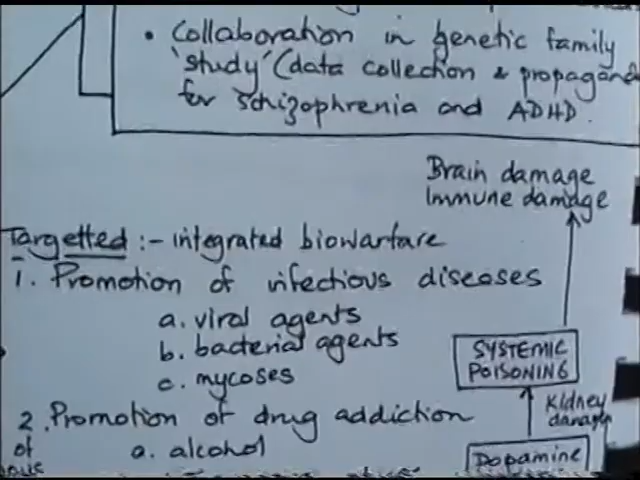 • Collaboration in genetic family
'study' (data collection & propagand
for schizophrenia and ADHD.
Brain damage
Immune damage
Targetted :- integrated biowarfare
1. Promotion of infectious diseases
a. viral agents
b. bacterial agents
c. mycoses
SYSTEMIC
POISONING
Kidney
damage
2. Promotion of drug addiction
of
a. alcohol
Dopamine